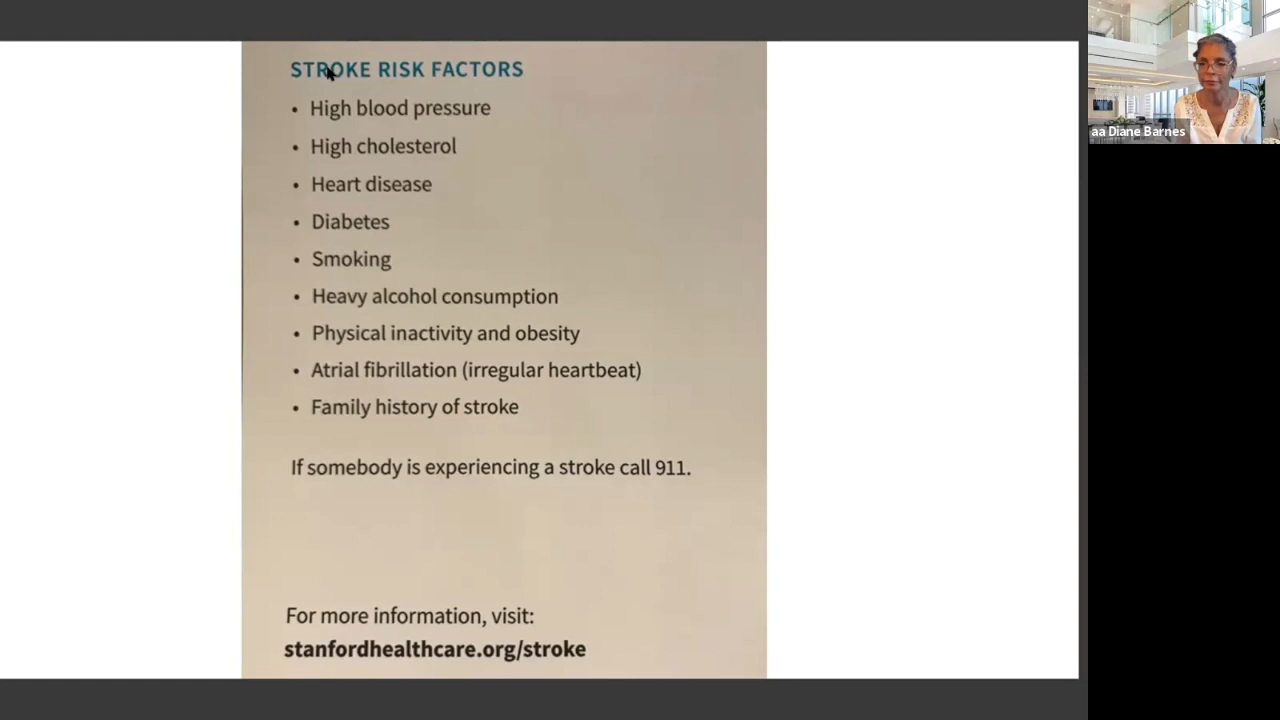 STROKE RISK FACTORS
• High blood pressure
• High cholesterol
• Heart disease
• Diabetes
• Smoking
• Heavy alcohol consumption
• Physical inactivity and obesity
• Atrial fibrillation (irregular heartbeat)
• Family history of stroke
If somebody is experiencing a stroke call 911.
For more information, visit:
stanfordhealthcare.org/stroke
aa Diane Barnes